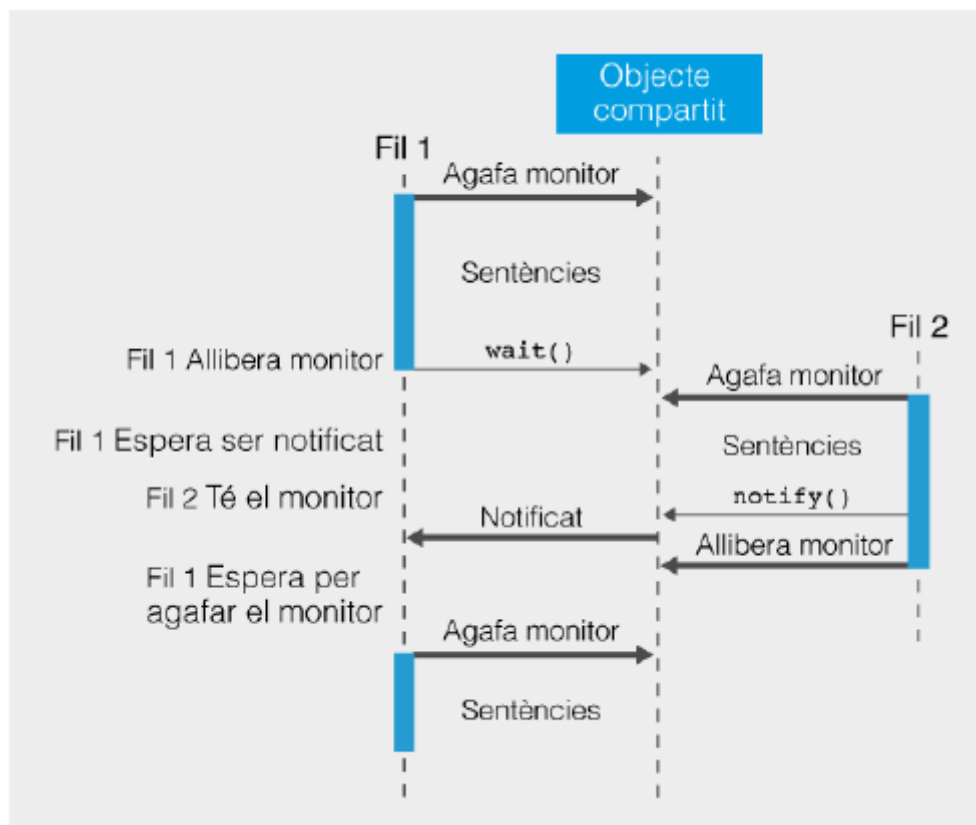 Objecte
compartit
Fil 1
Agafa monitor
Sentències
Fil 2
Fil 1 Allibera monitor
wait()
Agafa monitor
Fil 1 Espera ser notificat
Sentències
Fil 2 Té el monitor
notify()
Notificat
Allibera monitor
Fil 1 Espera per
agafar el monitor
Agafa monitor
Sentències